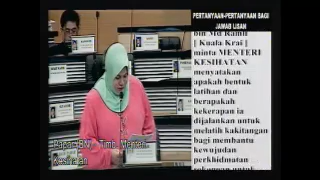 PERTANYAAN-PERTANYAAN BAGI
JAWAB LISAN
bin Md Ramli
[ Kuala Krai ]
minta MENTERI
KESIHATAN
menyatakan
apakah bentuk
latihan dan
berapakah
kekerapan ia
dijalankan untuk
melatih kakitangan
bagi membantu
kewujudan
perkhidmatan
Timb. Menteri
Kesihatan